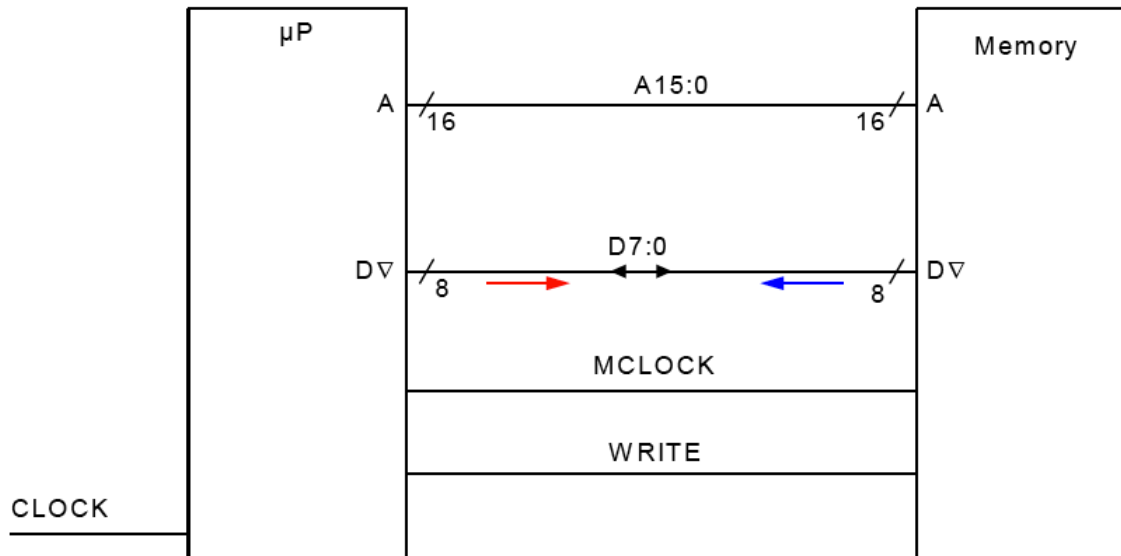 µP
Memory
A15:0
A
A
16
16
D7:0
D∇
D∇
8
8
MCLOCK
WRITE
CLOCK